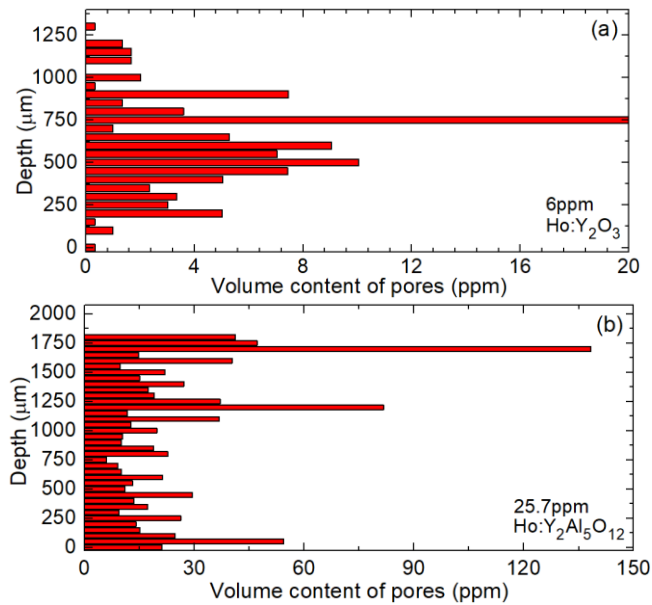 (a)
1250
1000
750
500
250
0
Depth (μm)
6ppm
Ho:Y₂O₃
0 4 8 12 16 20
Volume content of pores (ppm)
(b)
2000
1750
1500
1250
1000
750
500
250
0
Depth (μm)
25.7ppm
Ho:Y₂Al₅O₁₂
0 30 60 90 120 150
Volume content of pores (ppm)